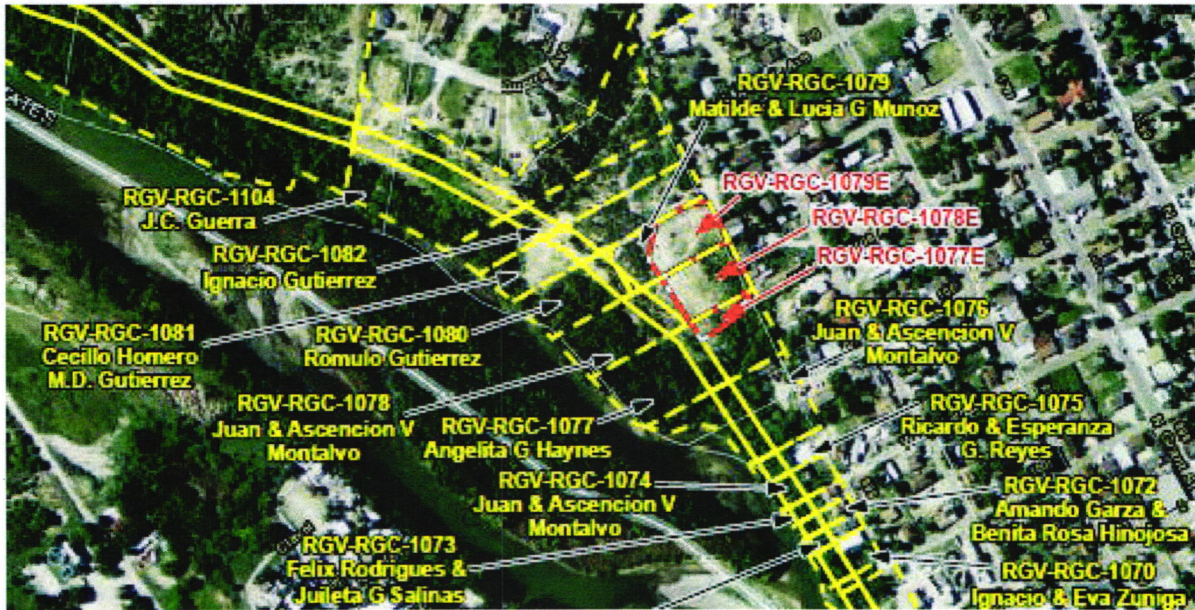 RGV-RGC-1079
Matilde & Lucia G Munoz
RGV-RGC-1079E
RGV-RGC-1078E
RGV-RGC-1077E
RGV-RGC-1104
J.C. Guerra
RGV-RGC-1082
Ignacio Gutierrez
RGV-RGC-1081
Cecilio Homero
M.D. Gutierrez
RGV-RGC-1080
Romulo Gutierrez
RGV-RGC-1076
Juan & Ascencion V
Montalvo
RGV-RGC-1078
Juan & Ascencion V
Montalvo
RGV-RGC-1077
Angelita G Haynes
RGV-RGC-1075
Ricardo & Esperanza
G. Reyes
RGV-RGC-1074
Juan & Ascencion V
Montalvo
RGV-RGC-1072
Amando Garza &
Benita Rosa Hinojosa
RGV-RGC-1073
Felix Rodrigues &
Juileta G Salinas
RGV-RGC-1070
Ignacio & Eva Zuniga